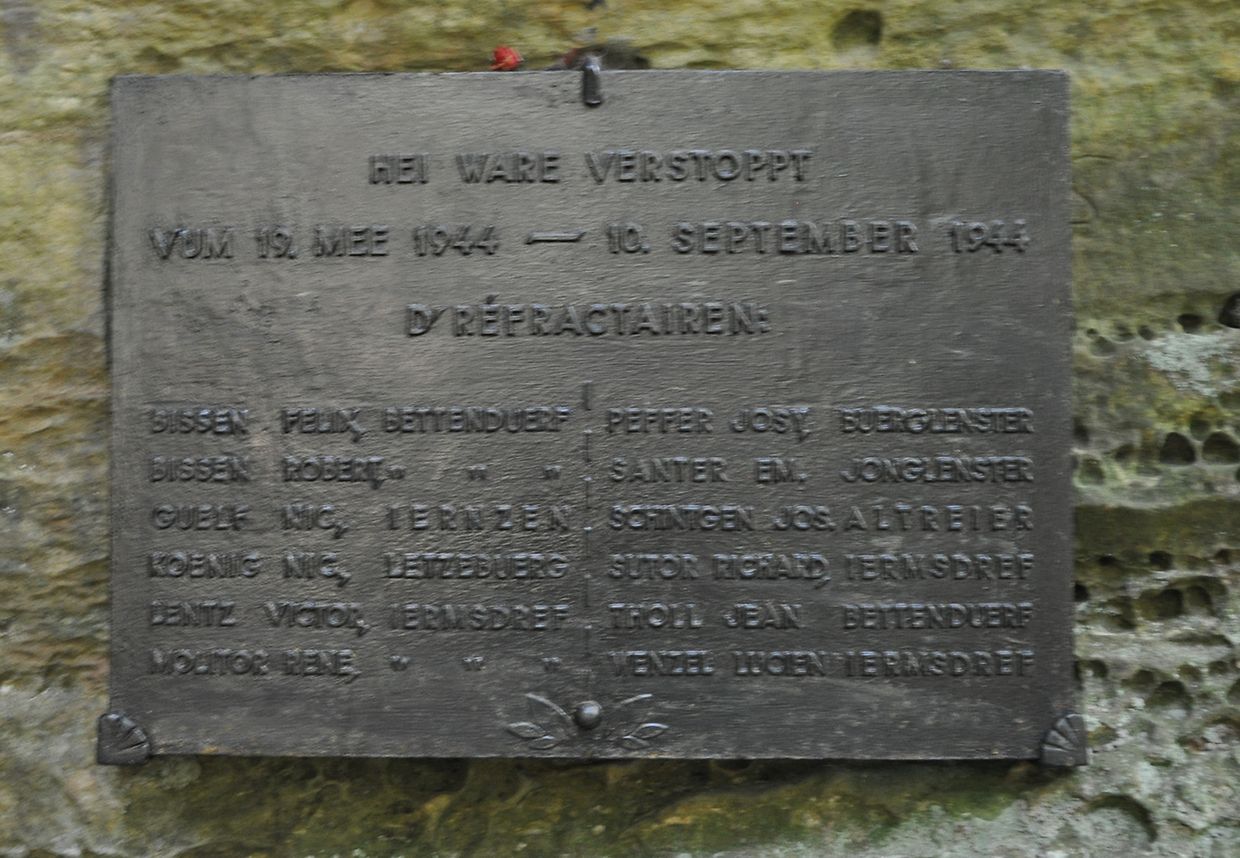 HEI WARE VERSTOPPT
VUM 19. MEE 1944 — 10. SEPTEMBER 1944
D'RÉFRACTAIREN:
BISSEN FELIX, BETTENDUERF
BISSEN ROBERT, " " "
GUELF NIC, IERNZEN
KOENIG NIC, LETZEBUERG
LENTZ VICTOR, IERMSDREF
MOLITOR RENE, " " "
PEFFER JOST, BUERGLENSTER
SANTER EM, JONGLENSTER
SCHINTGEN JOS. ALTREIER
SUTOR RICHARD, IERMSDREF
THOLL JEAN BETTENDUERF
WENZEL LUCIEN IERMSDREF